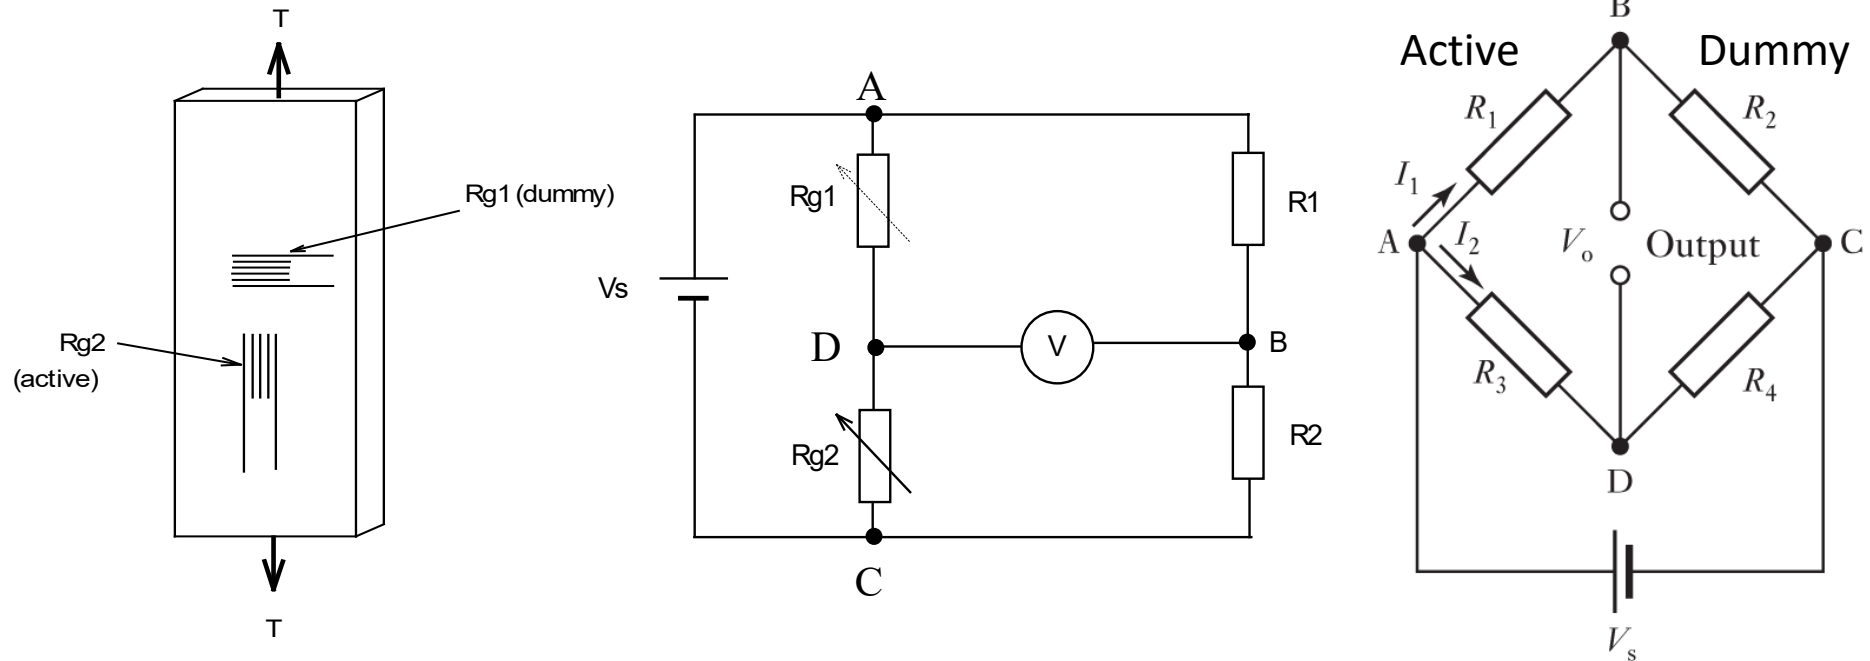 T
Rg1 (dummy)
Rg2
(active)
T
A
Rg1
R1
Vs
D
V
B
Rg2
R2
C
B
Active
Dummy
R1
R2
I1
A
I2
Vo
Output
C
R3
R4
D
Vs